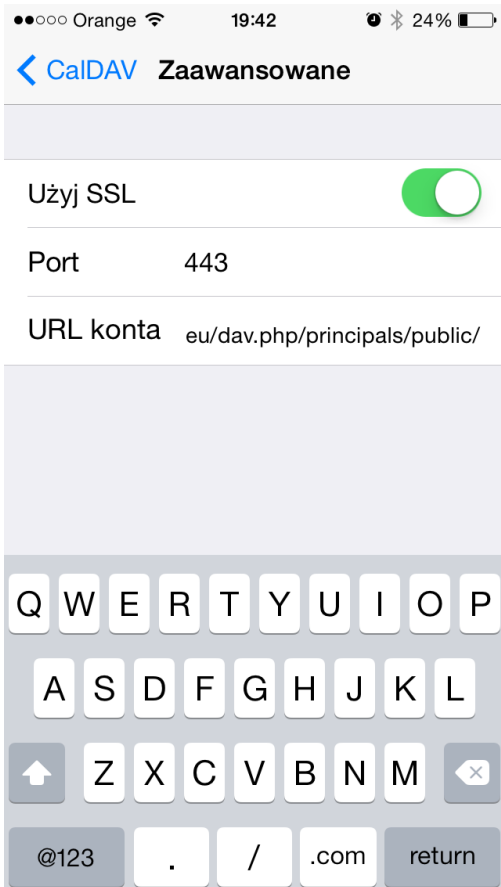 Orange 19:42 24%
CalDAV Zaawansowane
Użyj SSL
Port 443
URL konta eu/dav.php/principals/public/
Q W E R T Y U I O P
A S D F G H J K L
Z X C V B N M
@123 . / .com return